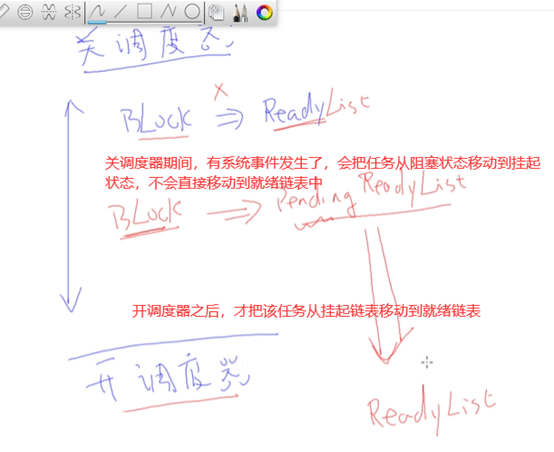 关调度器
BLock ⇒ ReadyList
关调度器期间，有系统事件发生了，会把任务从阻塞状态移动到挂起
状态，不会直接移动到就绪链表中
BLock ⇒ Pending ReadyList
开调度器之后，才把该任务从挂起链表移动到就绪链表
开调度器
ReadyList